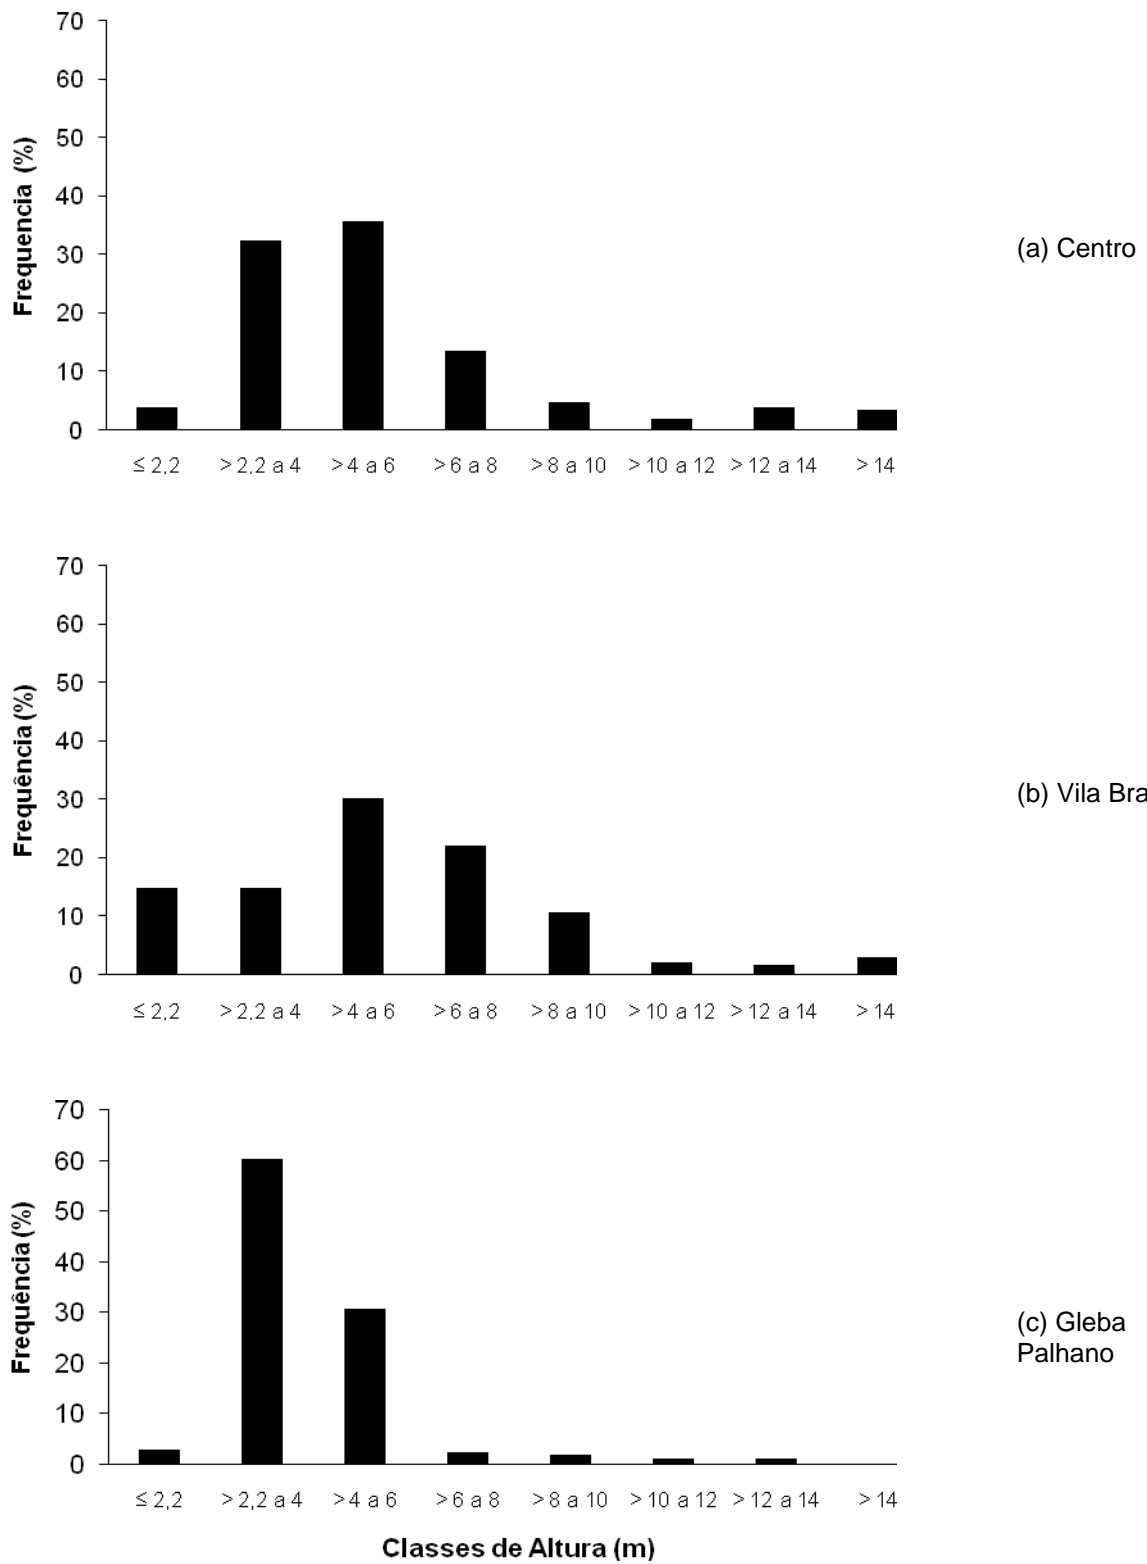 70
60
50
40
30
20
10
0
Frequencia (%)
≤ 2,2 > 2,2 a 4 > 4 a 6 > 6 a 8 > 8 a 10 > 10 a 12 > 12 a 14 > 14
(a) Centro
70
60
50
40
30
20
10
0
Frequência (%)
≤ 2,2 > 2,2 a 4 > 4 a 6 > 6 a 8 > 8 a 10 > 10 a 12 > 12 a 14 > 14
(b) Vila Bra
70
60
50
40
30
20
10
0
Frequência (%)
≤ 2,2 > 2,2 a 4 > 4 a 6 > 6 a 8 > 8 a 10 > 10 a 12 > 12 a 14 > 14
(c) Gleba
Palhano
Classes de Altura (m)